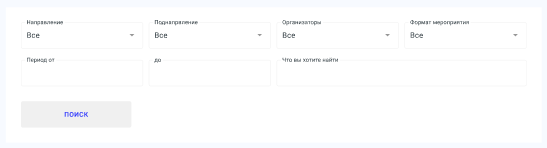 Направление Поднаправление Организаторы Формат мероприятия
Все Все Все Все
Период от до Что вы хотите найти
ПОИСК